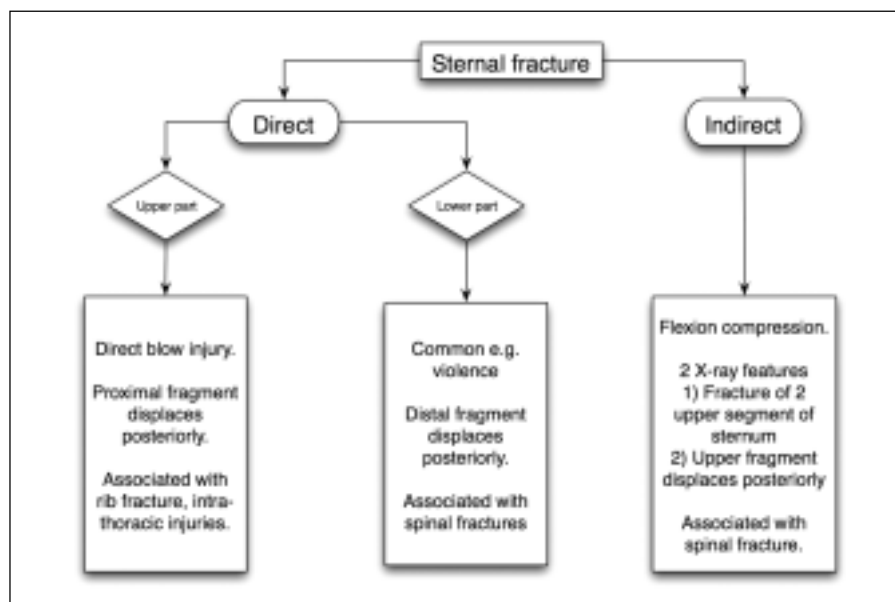 Sternal fracture
Direct
Indirect
Upper part
Lower part
Direct blow injury.
Proximal fragment
displaces
posteriorly.
Associated with
rib fracture, intra-
thoracic injuries.
Common e.g.
violence
Distal fragment
displaces
posteriorly.
Associated with
spinal fractures
Flexion compression.
2 X-ray features
1) Fracture of 2
upper segment of
sternum
2) Upper fragment
displaces posteriorly
Associated with
spinal fracture.